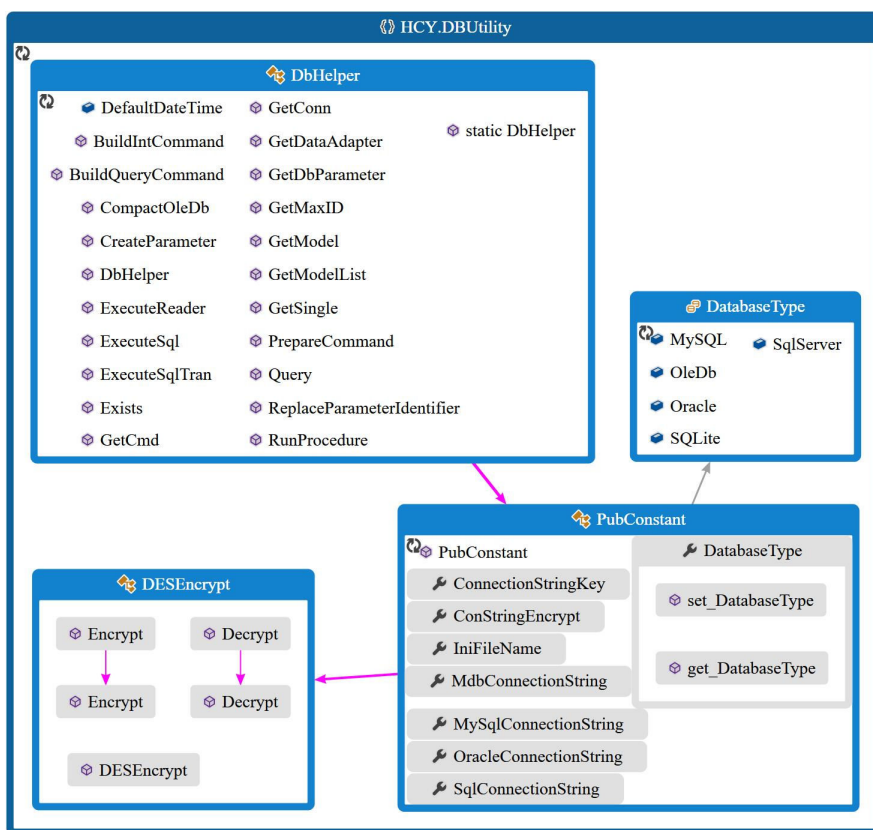 HCY.DBUtility
DbHelper
DefaultDateTime
BuildIntCommand
BuildQueryCommand
CompactOleDb
CreateParameter
DbHelper
ExecuteReader
ExecuteSql
ExecuteSqlTran
Exists
GetCmd
GetConn
GetDataAdapter
GetDbParameter
GetMaxID
GetModel
GetModelList
GetSingle
PrepareCommand
Query
ReplaceParameterIdentifier
RunProcedure
static DbHelper
DatabaseType
MySQL
OleDb
Oracle
SQLite
SqlServer
PubConstant
PubConstant
ConnectionStringKey
ConStringEncrypt
IniFileName
MdbConnectionString
MySqlConnectionString
OracleConnectionString
SqlConnectionString
DatabaseType
set_DatabaseType
get_DatabaseType
DESEncrypt
Encrypt
Decrypt
Encrypt
Decrypt
DESEncrypt